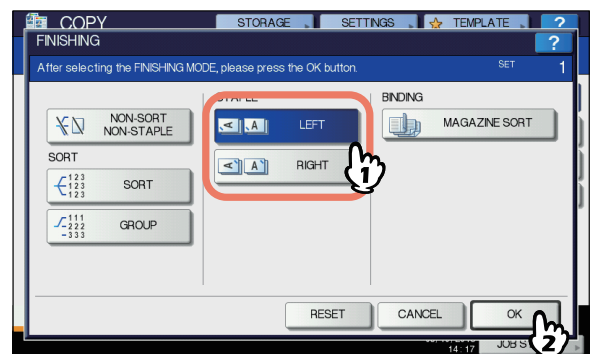 COPY STORAGE SETTINGS TEMPLATE ?
FINISHING ?
After selecting the FINISHING MODE, please press the OK button. SET 1
NON-SORT
NON-STAPLE
SORT
123
123
123
SORT
111
-222
-333
GROUP
STAPLE
A A LEFT
A A RIGHT
1
BINDING
MAGAZINE SORT
RESET CANCEL OK
2
14:17 JOB S